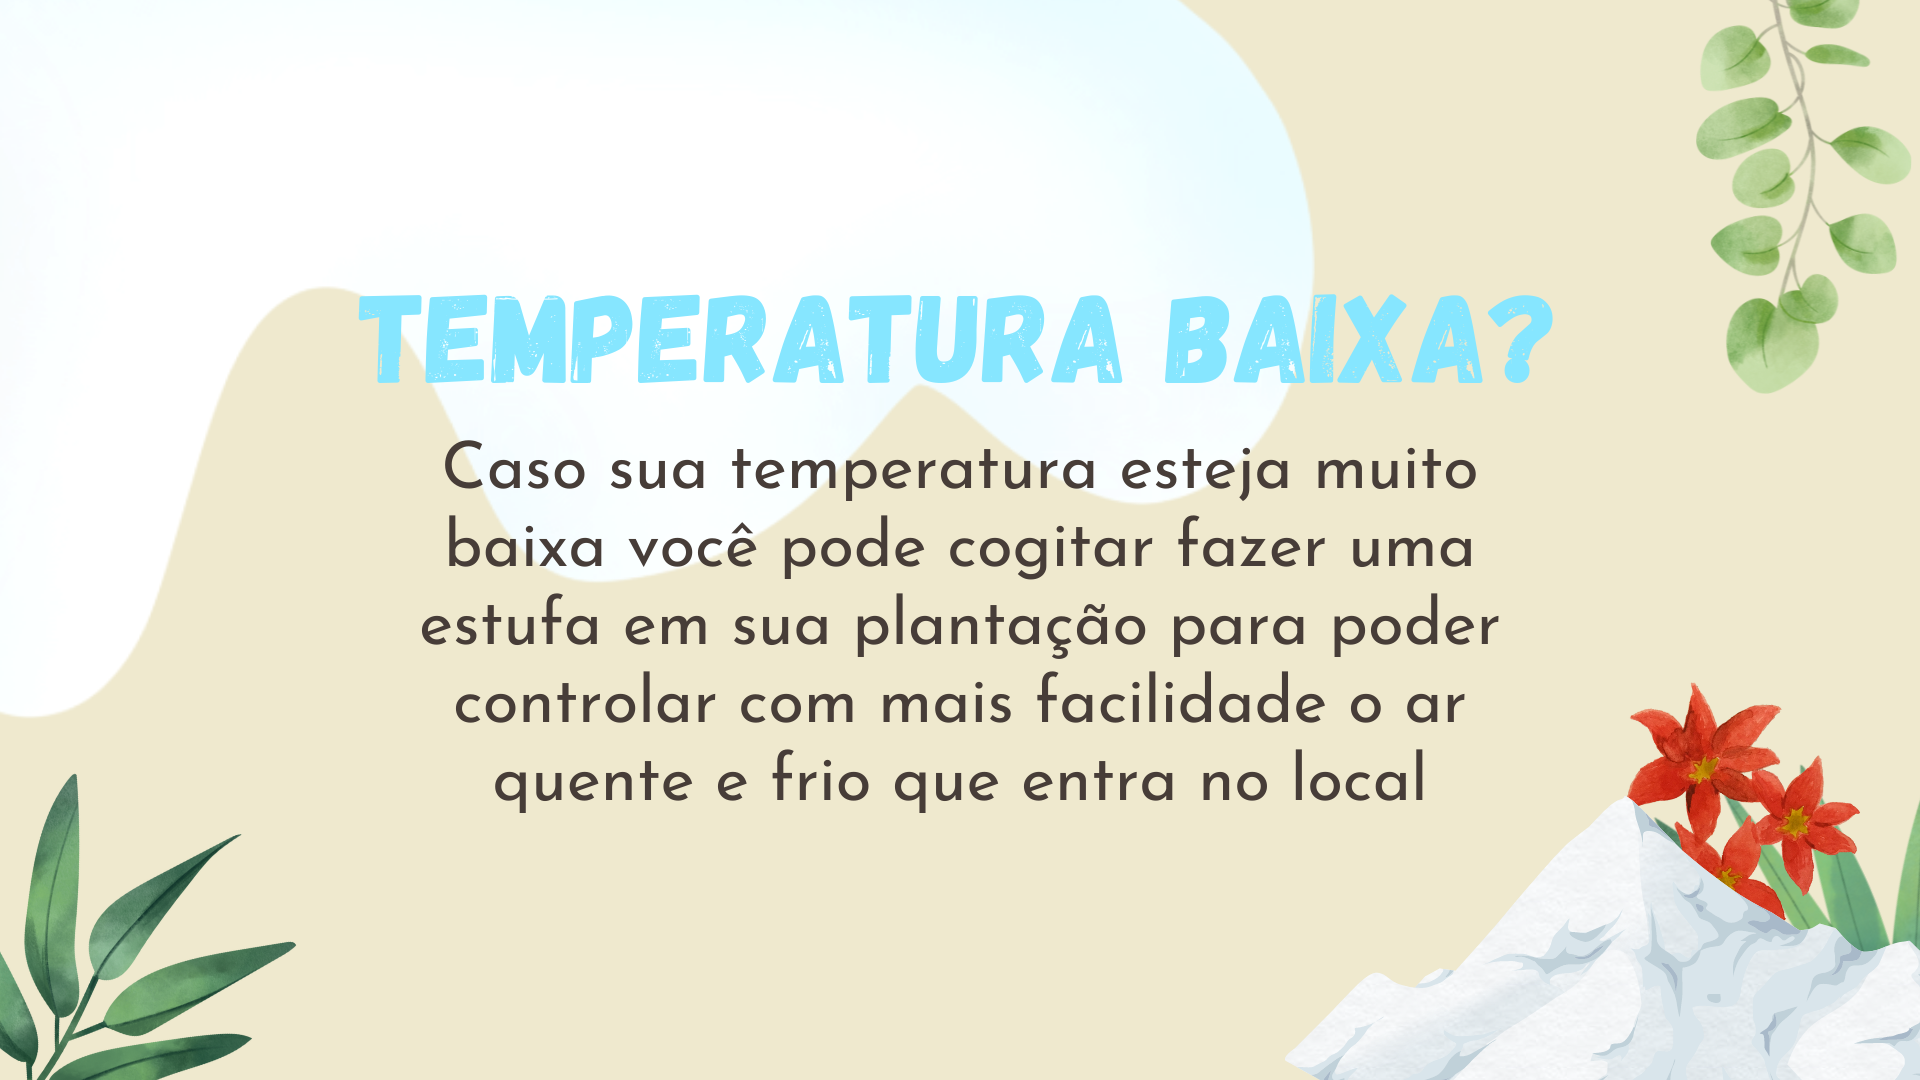 TEMPERATURA BAIXA?
Caso sua temperatura esteja muito
baixa você pode cogitar fazer uma
estufa em sua plantação para poder
controlar com mais facilidade o ar
quente e frio que entra no local